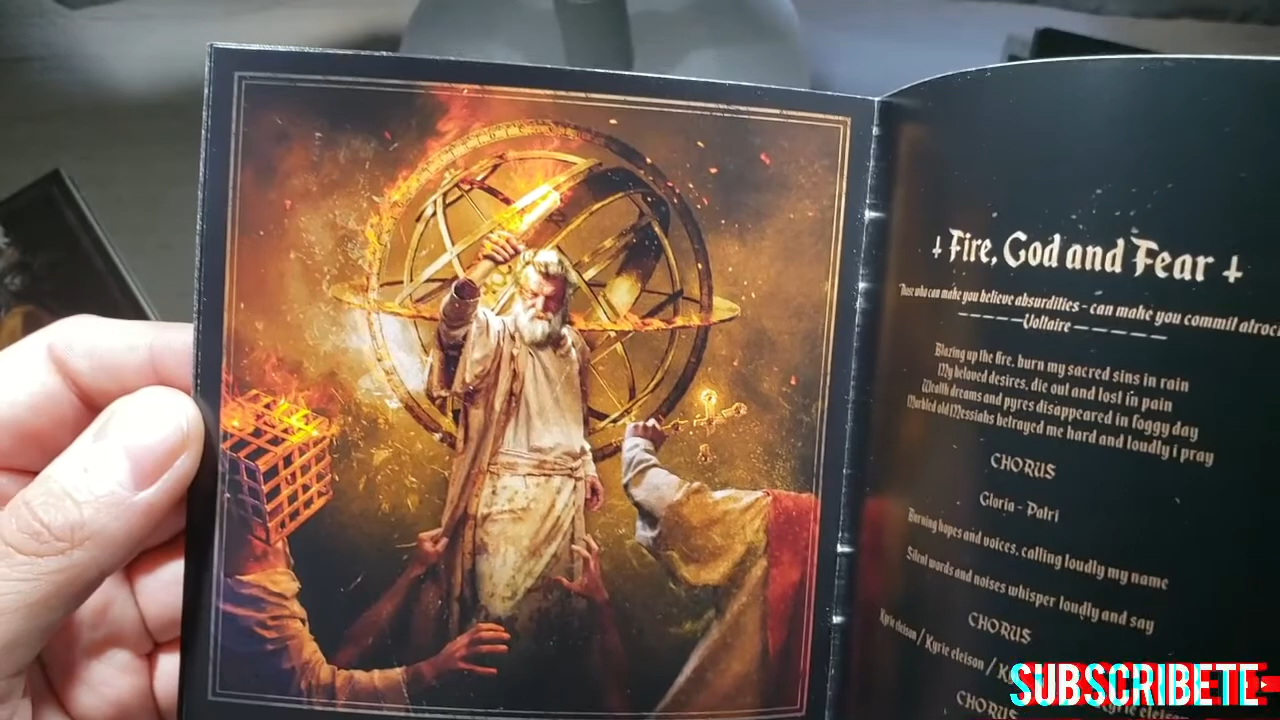 Fire, God and Fear
Those who can make you believe absurdities - can make you commit
Voltaire
Blazing up the fire, burn my sacred sins in rain
My beloved desires, die out and lost in pain
Wealth dreams and pyres disappeared in foggy day
Marbled old Messiahs betrayed me hard and loudly i pray
CHORUS
Gloria - Patri
Burning hopes and voices, calling loudly my name
Silent words and noises whisper loudly and say
CHORUS
Kyrie eleison / Kyrie eleison /
Kyrie eleison
CHORUS
SUBSCRIBETE